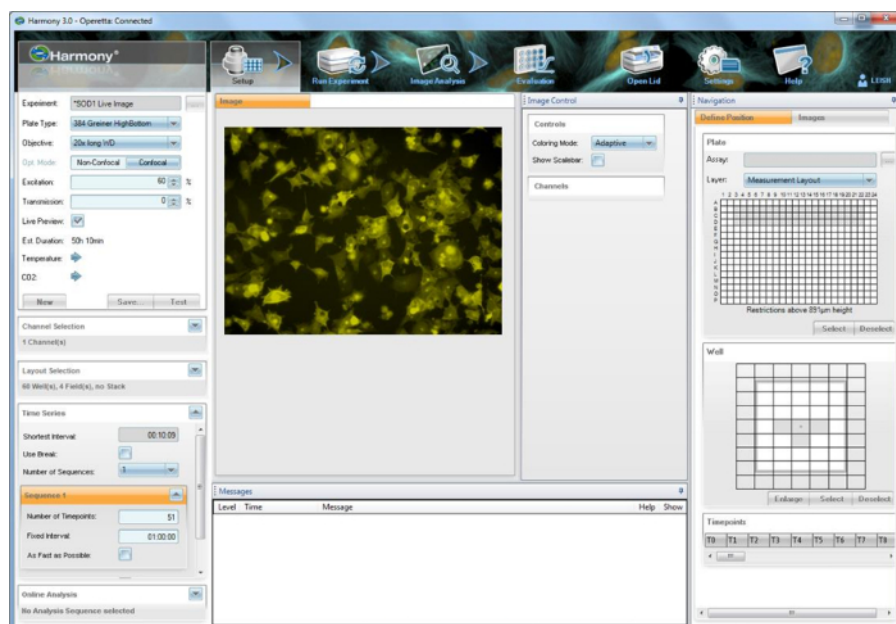 Harmony 3.0 - Operetta: Connected
Harmony®
Setup
Run Experiment
Image Analysis
Evaluation
Open Lid
Settings
Help
Experiment: *SOD1 Live Image
Plate Type: 384 Greiner HighBottom
Objective: 20x long WD
Opt. Mode: Non-Confocal Confocal
Excitation: 60 %
Transmission: 0 %
Live Preview:
Est. Duration: 50h 10min
Temperature:
CO2:
New Save... Test
Channel Selection
1 Channel(s)
Layout Selection
60 Well(s), 4 Field(s), no Stack
Time Series
Shortest Interval: 00:10:09
Use Break:
Number of Sequences: 1
Sequence 1
Number of Timepoints: 51
Fixed Interval: 01:00:00
As Fast as Possible:
Online Analysis
No Analysis Sequence selected
Image
Messages
Level Time Message Help Show
Image Control
Controls
Coloring Mode: Adaptive
Show Scalebar:
Channels
Navigation
Define Position Images
Plate
Assay:
Layer: Measurement Layout
1 2 3 4 5 6 7 8 9 10 11 12 13 14 15 16 17 18 19 20 21 22 23 24
A
B
C
D
E
F
G
H
I
J
K
L
M
N
O
P
Restrictions above 891µm height
Select Deselect
Well
Enlarge Select Deselect
Timepoints
T0 T1 T2 T3 T4 T5 T6 T7 T8